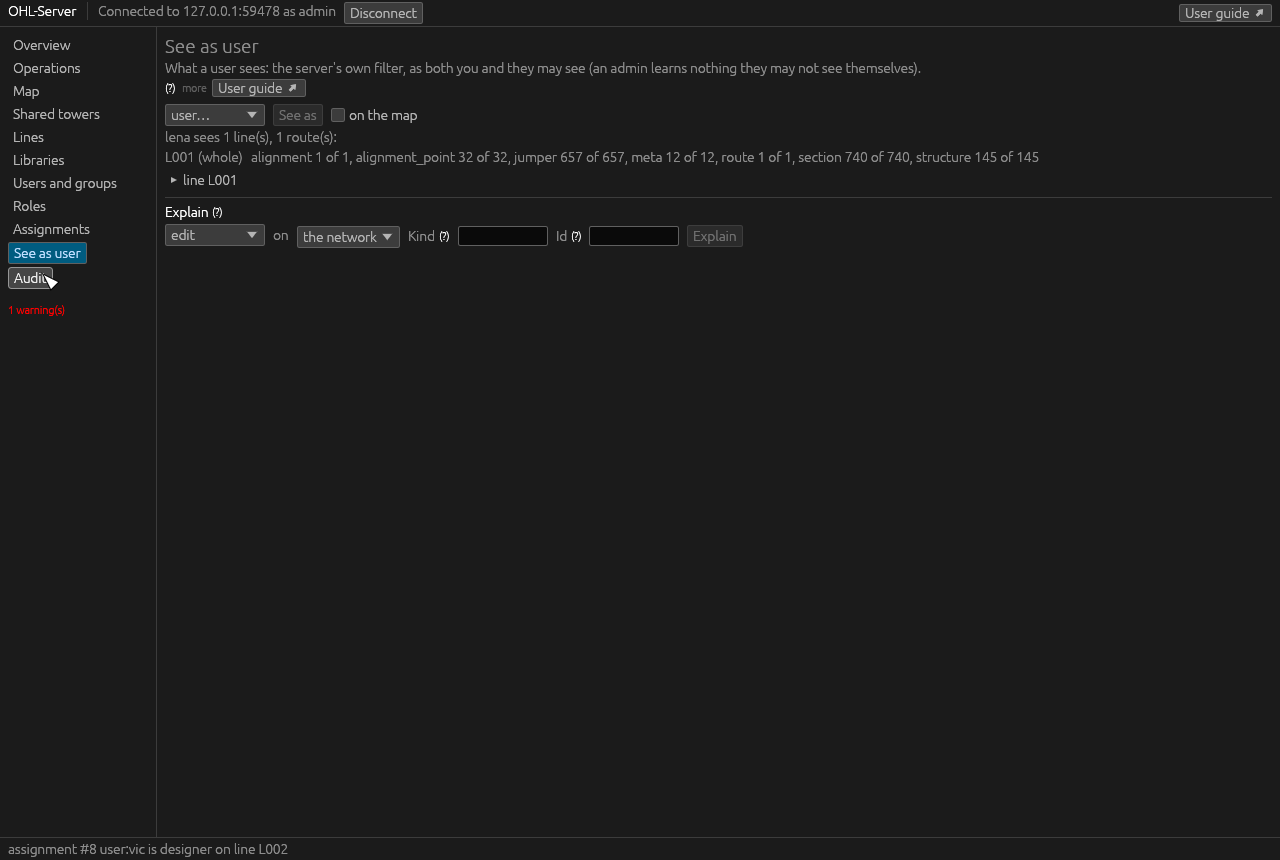 OHL-Server Connected to 127.0.0.1:59478 as admin Disconnect User guide
Overview
Operations
Map
Shared towers
Lines
Libraries
Users and groups
Roles
Assignments
See as user
Audit
1 warning(s)
See as user
What a user sees: the server's own filter, as both you and they may see (an admin learns nothing they may not see themselves).
(?) more User guide
user... See as on the map
lena sees 1 line(s), 1 route(s):
L001 (whole) alignment 1 of 1, alignment_point 32 of 32, jumper 657 of 657, meta 12 of 12, route 1 of 1, section 740 of 740, structure 145 of 145
line L001
Explain (?)
edit on the network Kind (?) Id (?) Explain
assignment #8 user:vic is designer on line L002